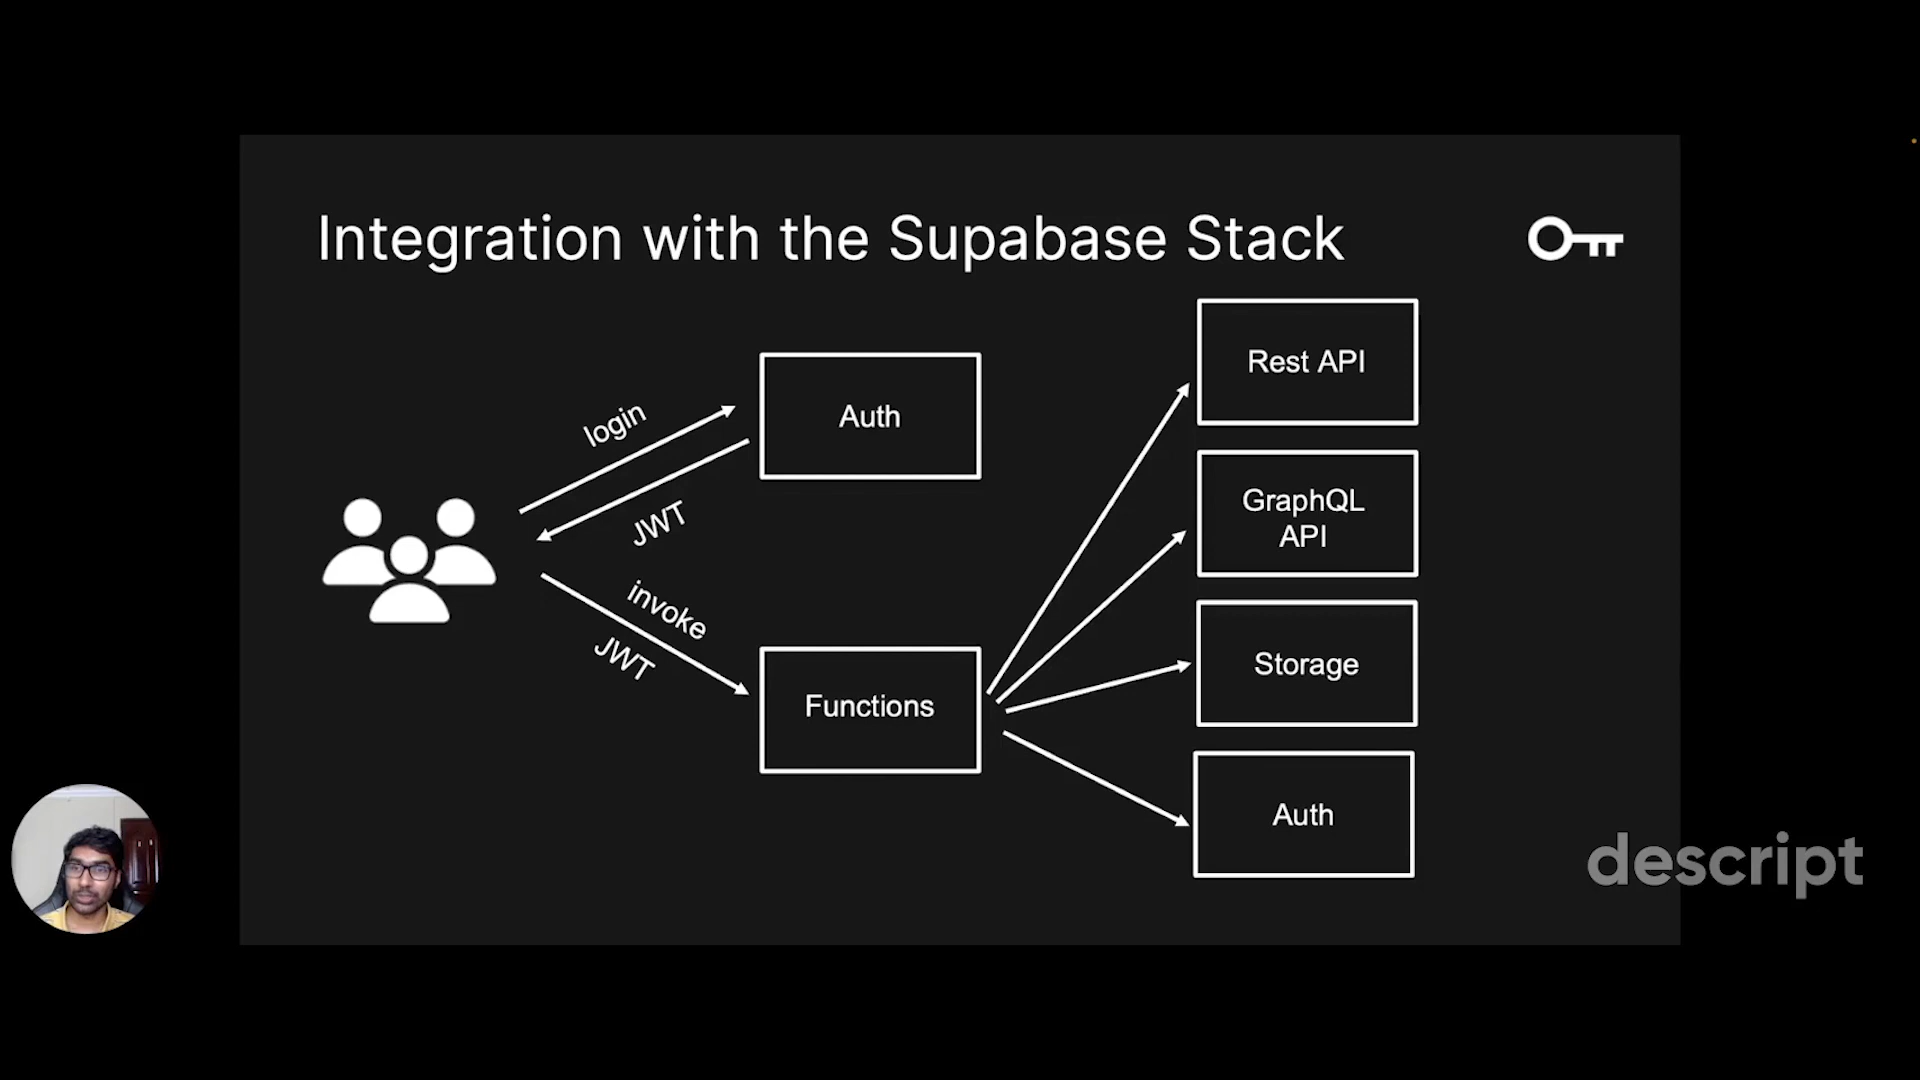 Integration with the Supabase Stack
login
JWT
invoke
JWT
Auth
Functions
Rest API
GraphQL
API
Storage
Auth
descript